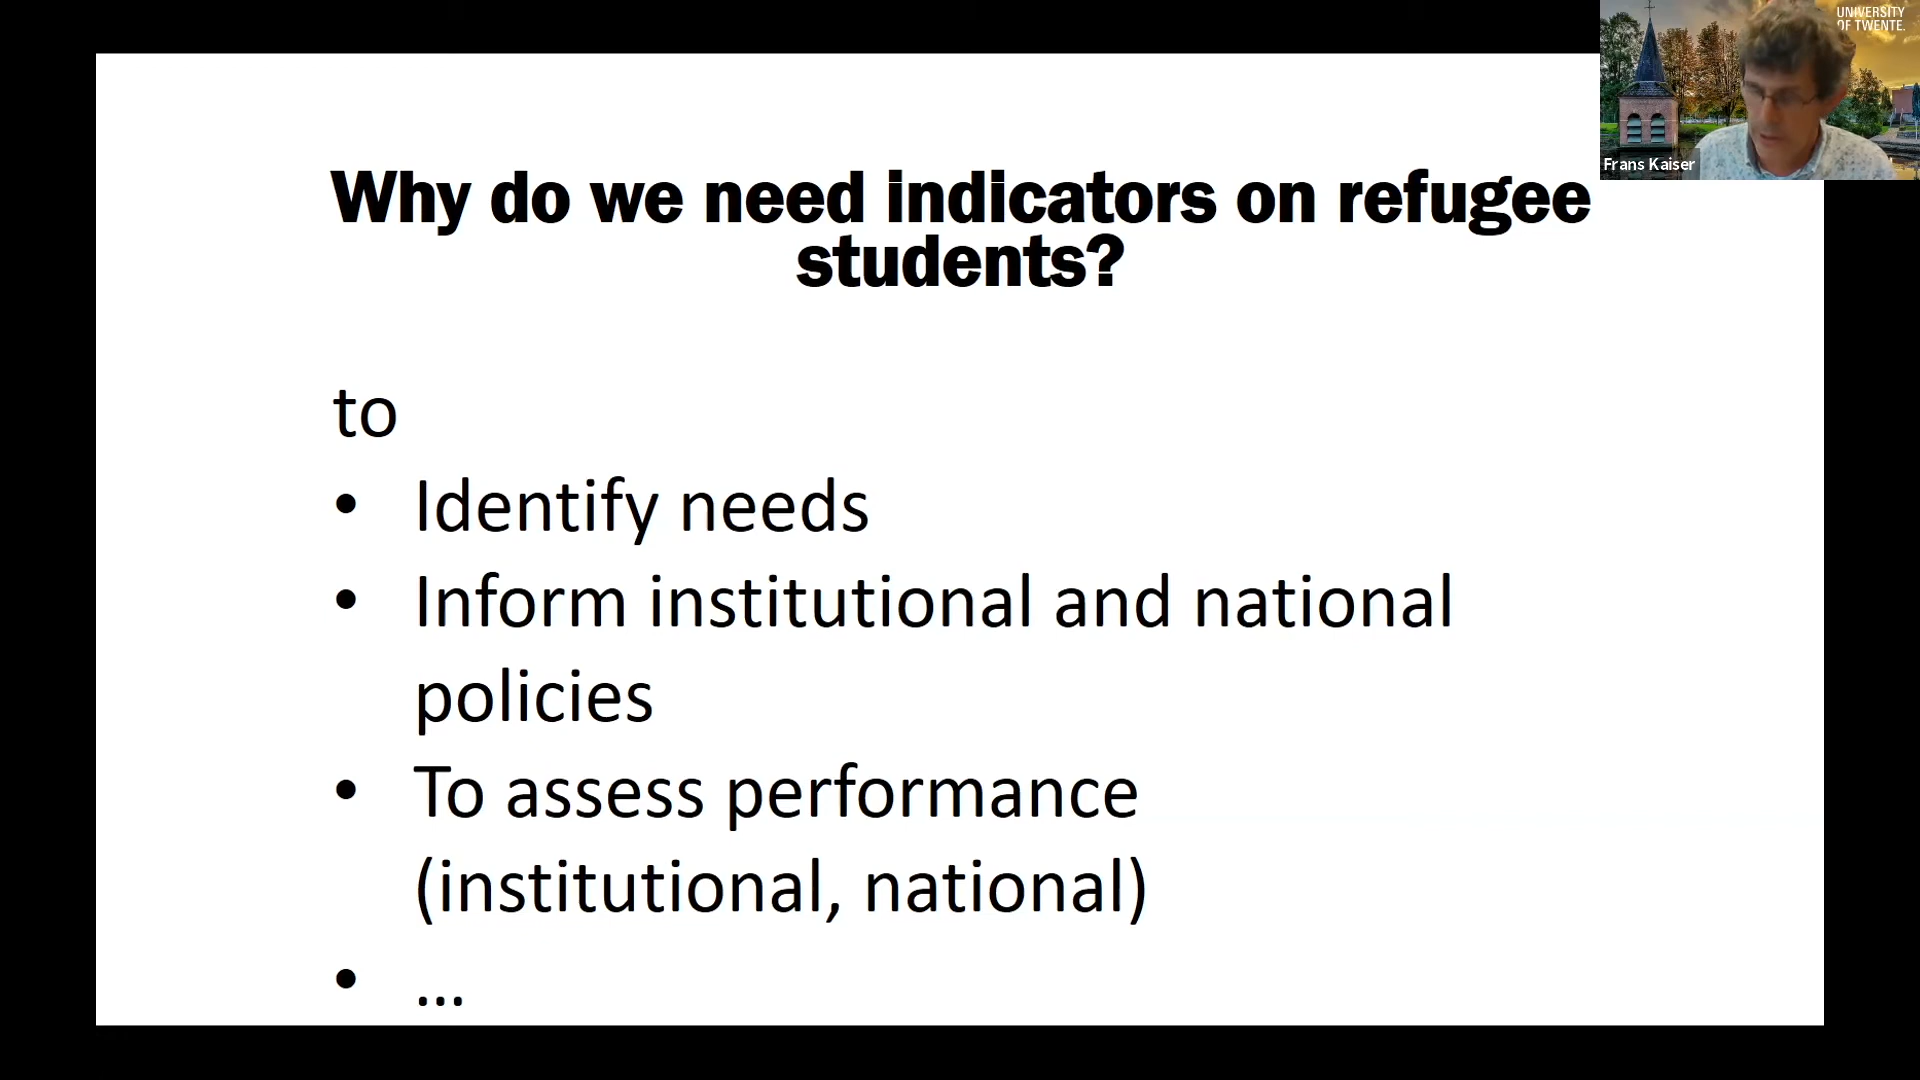 UNIVERSITY
OF TWENTE.
Frans Kaiser
Why do we need indicators on refugee
students?
to
• Identify needs
• Inform institutional and national
policies
• To assess performance
(institutional, national)
• ...